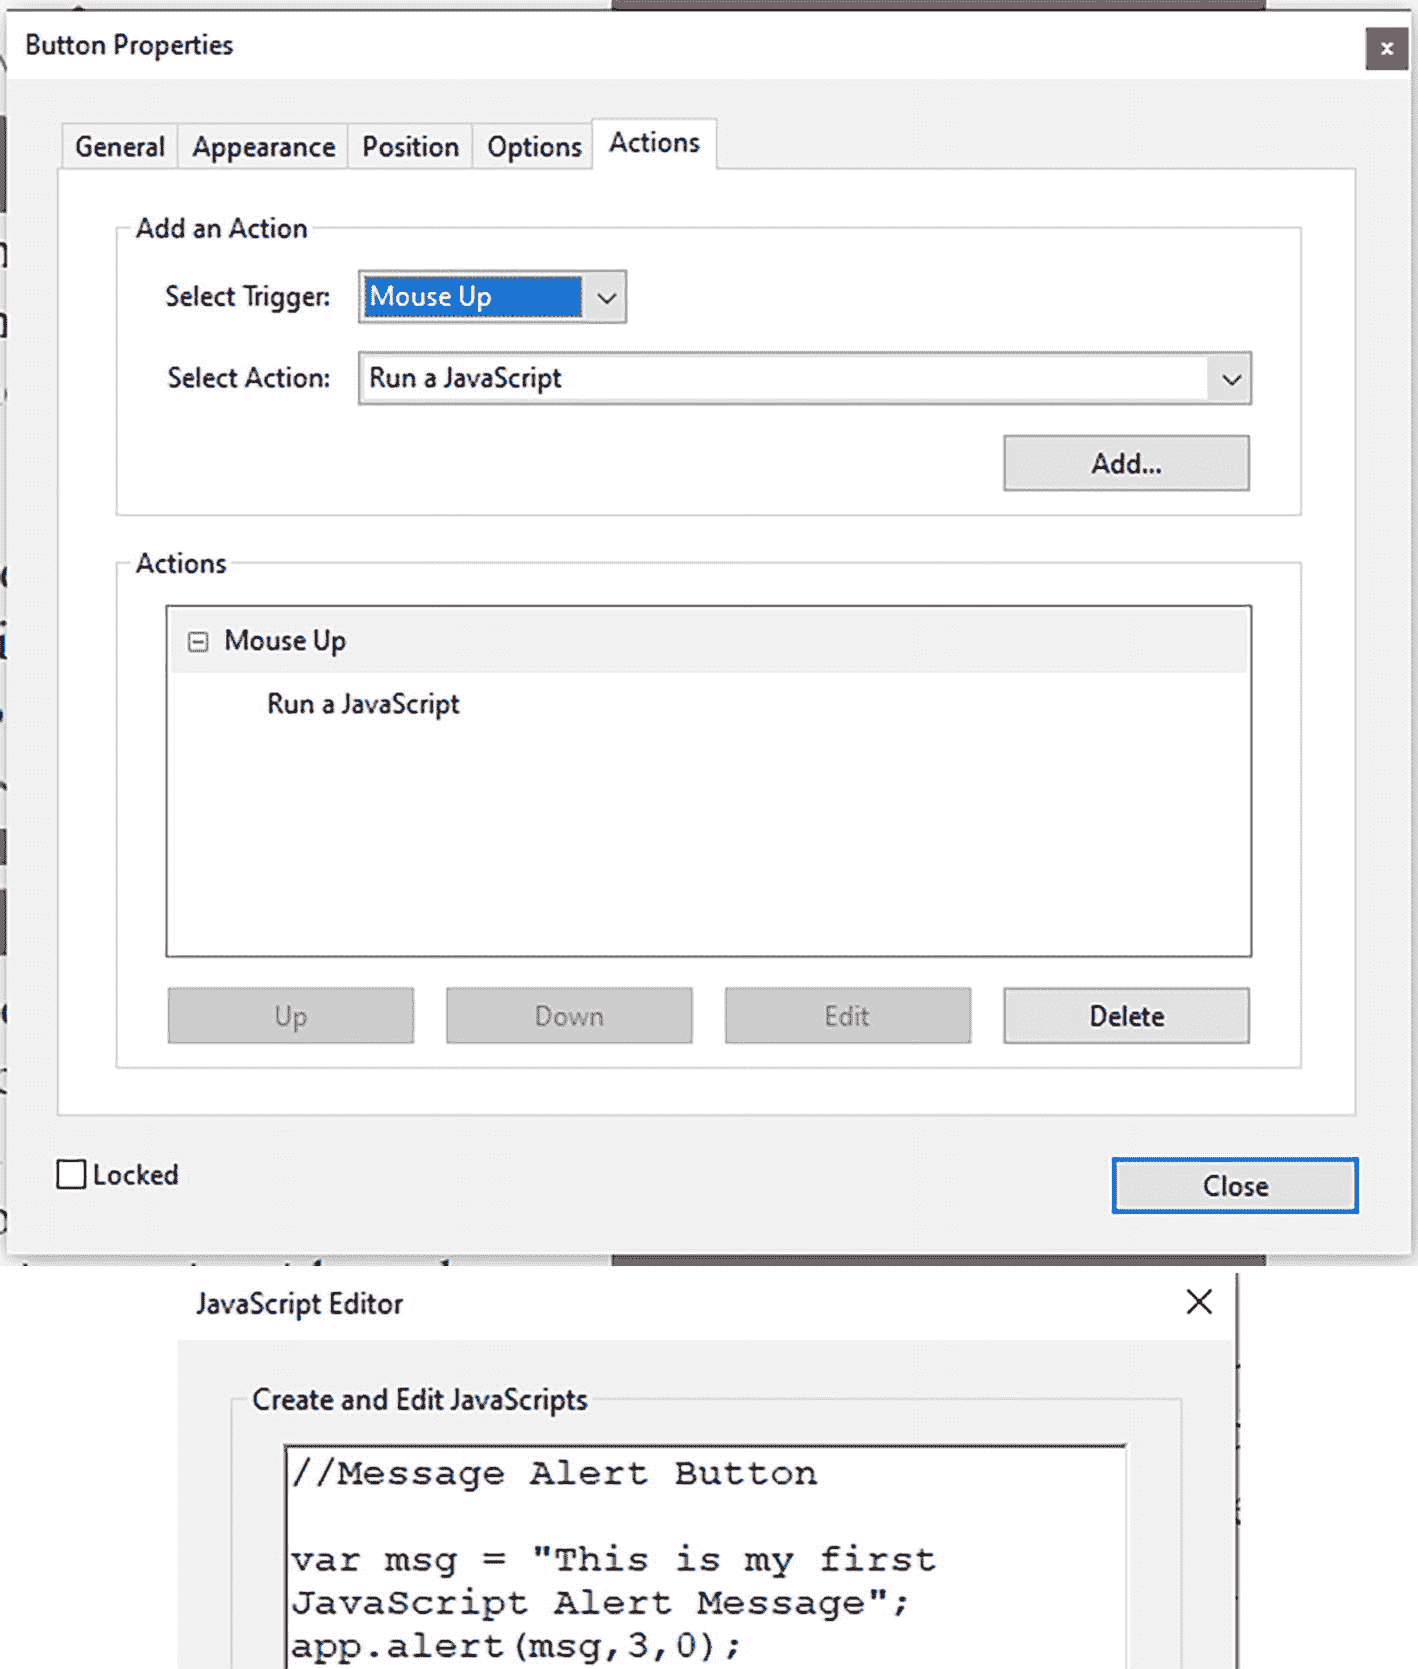 Button Properties
General Appearance Position Options Actions
Add an Action
Select Trigger: Mouse Up
Select Action: Run a JavaScript
Add...
Actions
Mouse Up
Run a JavaScript
Up Down Edit Delete
Locked
Close
JavaScript Editor
Create and Edit JavaScripts
//Message Alert Button
var msg = "This is my first
JavaScript Alert Message";
app.alert(msg,3,0);